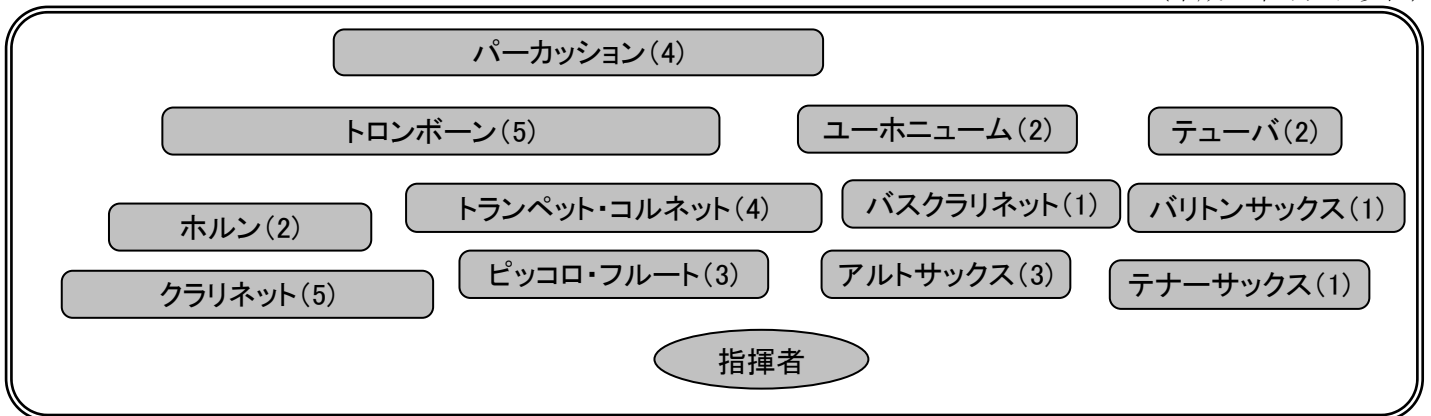 パーカッション(4)
トロンボーン(5)
ユーホニューム(2)
テューバ(2)
トランペット・コルネット(4)
バスクラリネット(1)
バリトンサックス(1)
ホルン(2)
ピッコロ・フルート(3)
アルトサックス(3)
テナーサックス(1)
クラリネット(5)
指揮者